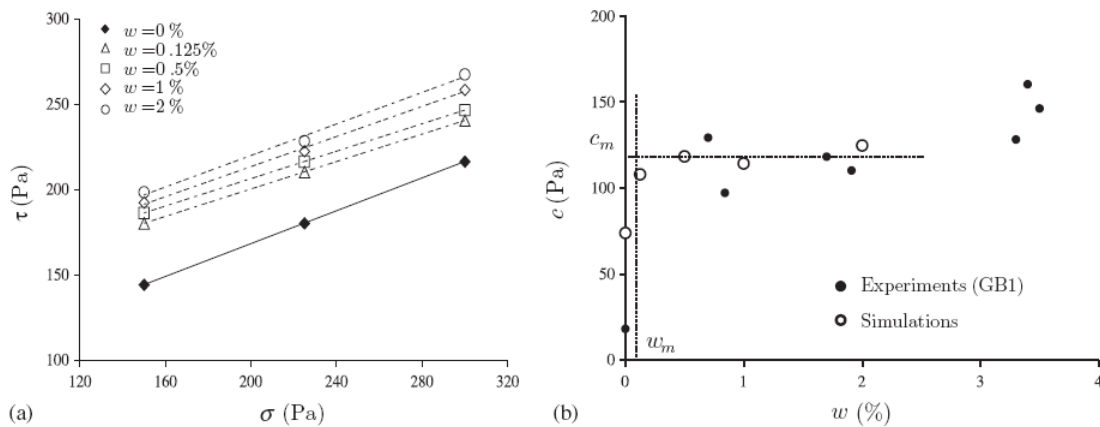 300
250
200
150
100
τ (Pa)
120
160
200
240
280
320
σ (Pa)
w = 0 %
w = 0 .125%
w = 0 .5%
w = 1 %
w = 2 %
(a)
200
150
100
50
0
c (Pa)
c_m
w_m
Experiments (GB1)
Simulations
0
1
2
3
4
w (%)
(b)